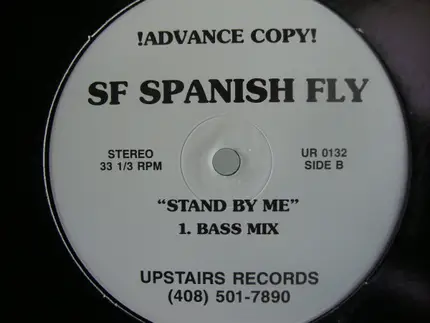 !ADVANCE COPY!
SF SPANISH FLY
STEREO
33 1/3 RPM
UR 0132
SIDE B
“STAND BY ME”
1. BASS MIX
UPSTAIRS RECORDS
(408) 501-7890